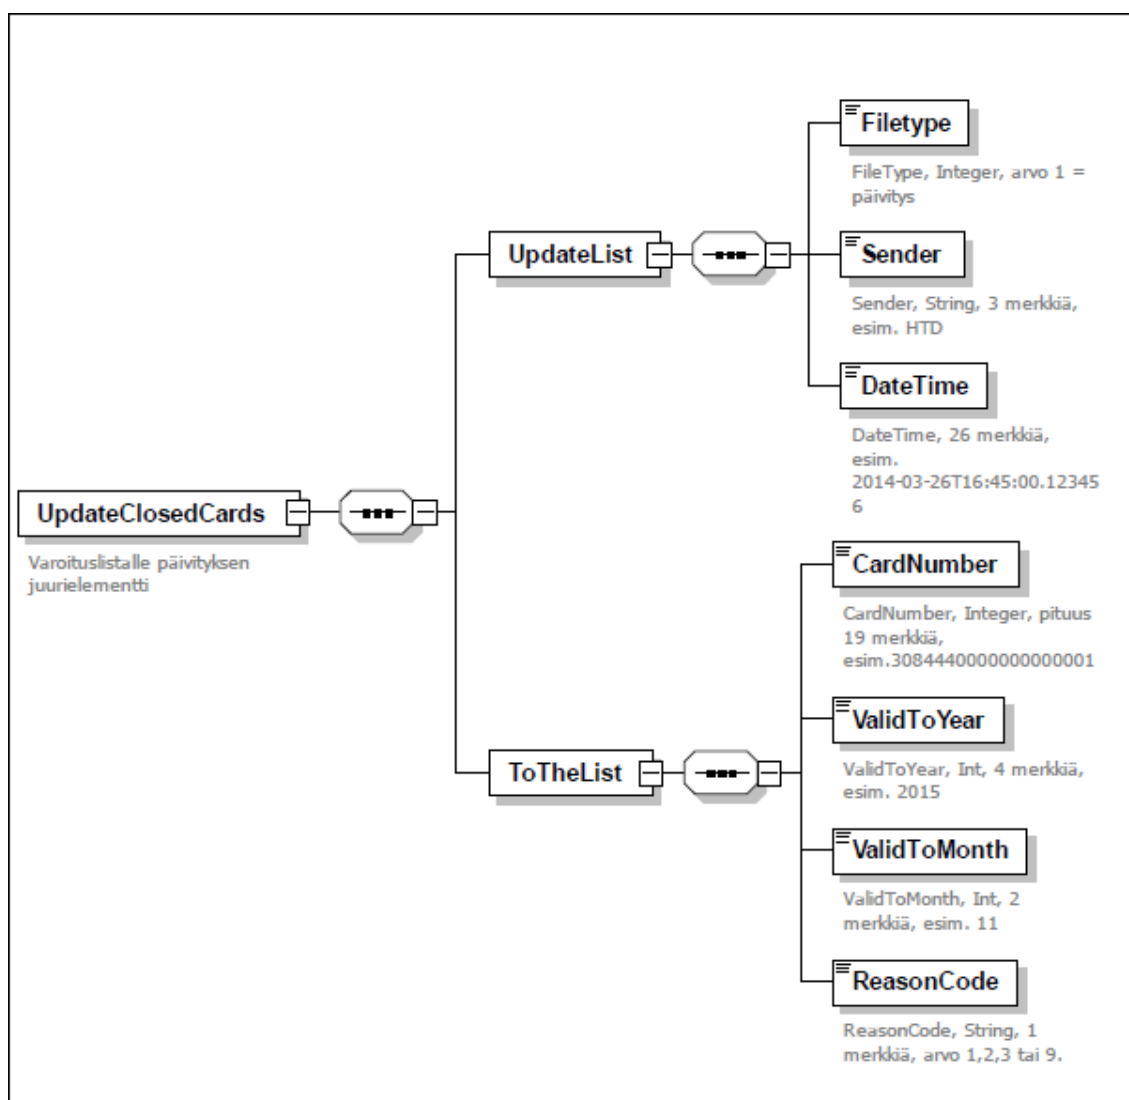 Filetype
FileType, Integer, arvo 1 =
päivitys
UpdateList
Sender
Sender, String, 3 merkkiä,
esim. HTD
DateTime
DateTime, 26 merkkiä,
esim.
2014-03-26T16:45:00.12345
6
UpdateClosedCards
Varoituslistalle päivityksen
juurielementti
CardNumber
CardNumber, Integer, pituus
19 merkkiä,
esim.3084440000000000001
ValidToYear
ValidToYear, Int, 4 merkkiä,
esim. 2015
ToTheList
ValidToMonth
ValidToMonth, Int, 2
merkkiä, esim. 11
ReasonCode
ReasonCode, String, 1
merkkiä, arvo 1,2,3 tai 9.